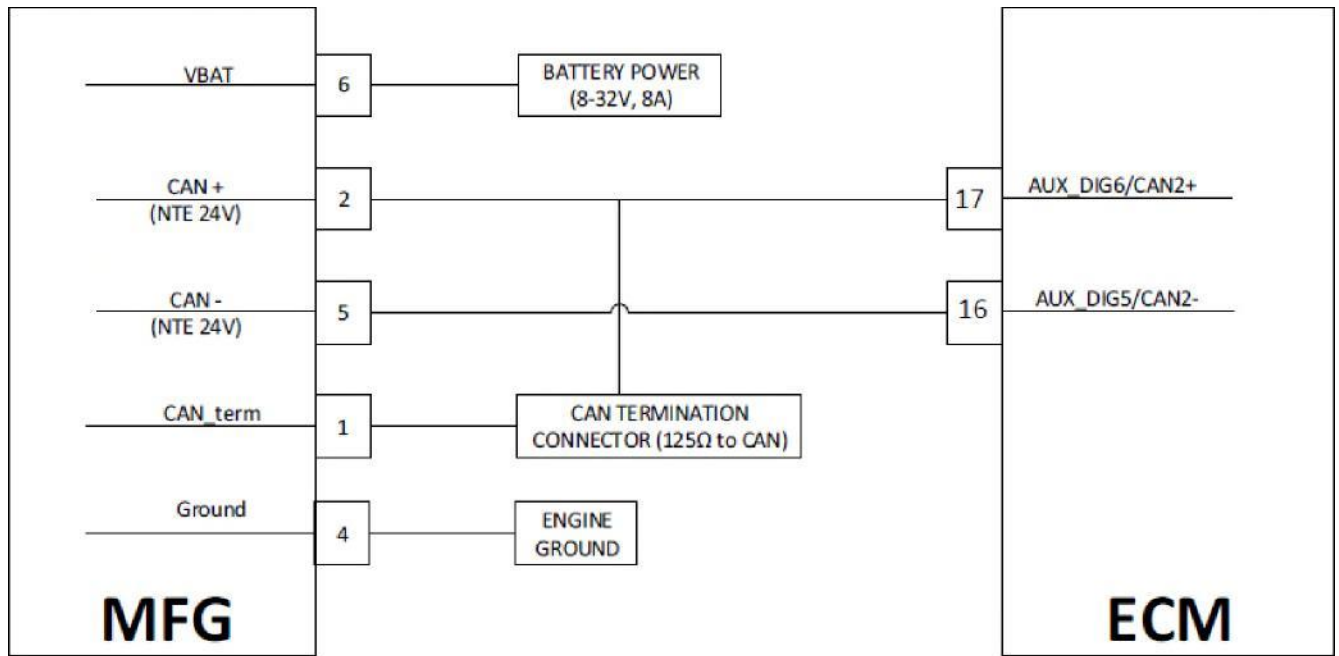 VBAT
6
BATTERY POWER
(8-32V, 8A)
CAN +
(NTE 24V)
2
17
AUX_DIG6/CAN2+
CAN -
(NTE 24V)
5
16
AUX_DIG5/CAN2-
CAN_term
1
CAN TERMINATION
CONNECTOR (125Ω to CAN)
Ground
4
ENGINE
GROUND
MFG
ECM